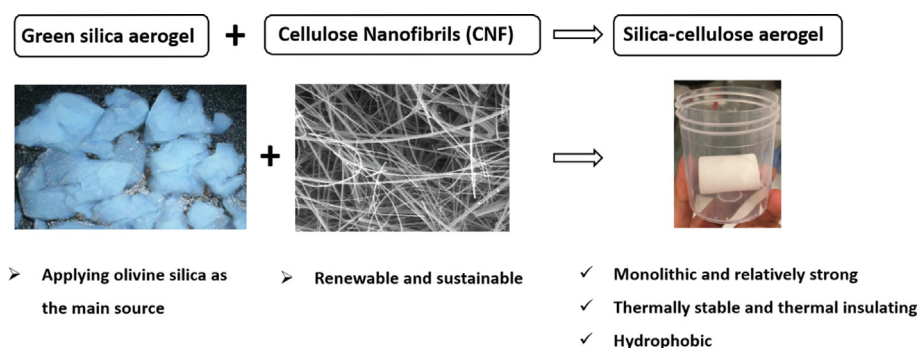 Green silica aerogel + Cellulose Nanofibrils (CNF) ⇒ Silica-cellulose aerogel
+ ⇒
➢ Applying olivine silica as
the main source
➢ Renewable and sustainable
✓ Monolithic and relatively strong
✓ Thermally stable and thermal insulating
✓ Hydrophobic